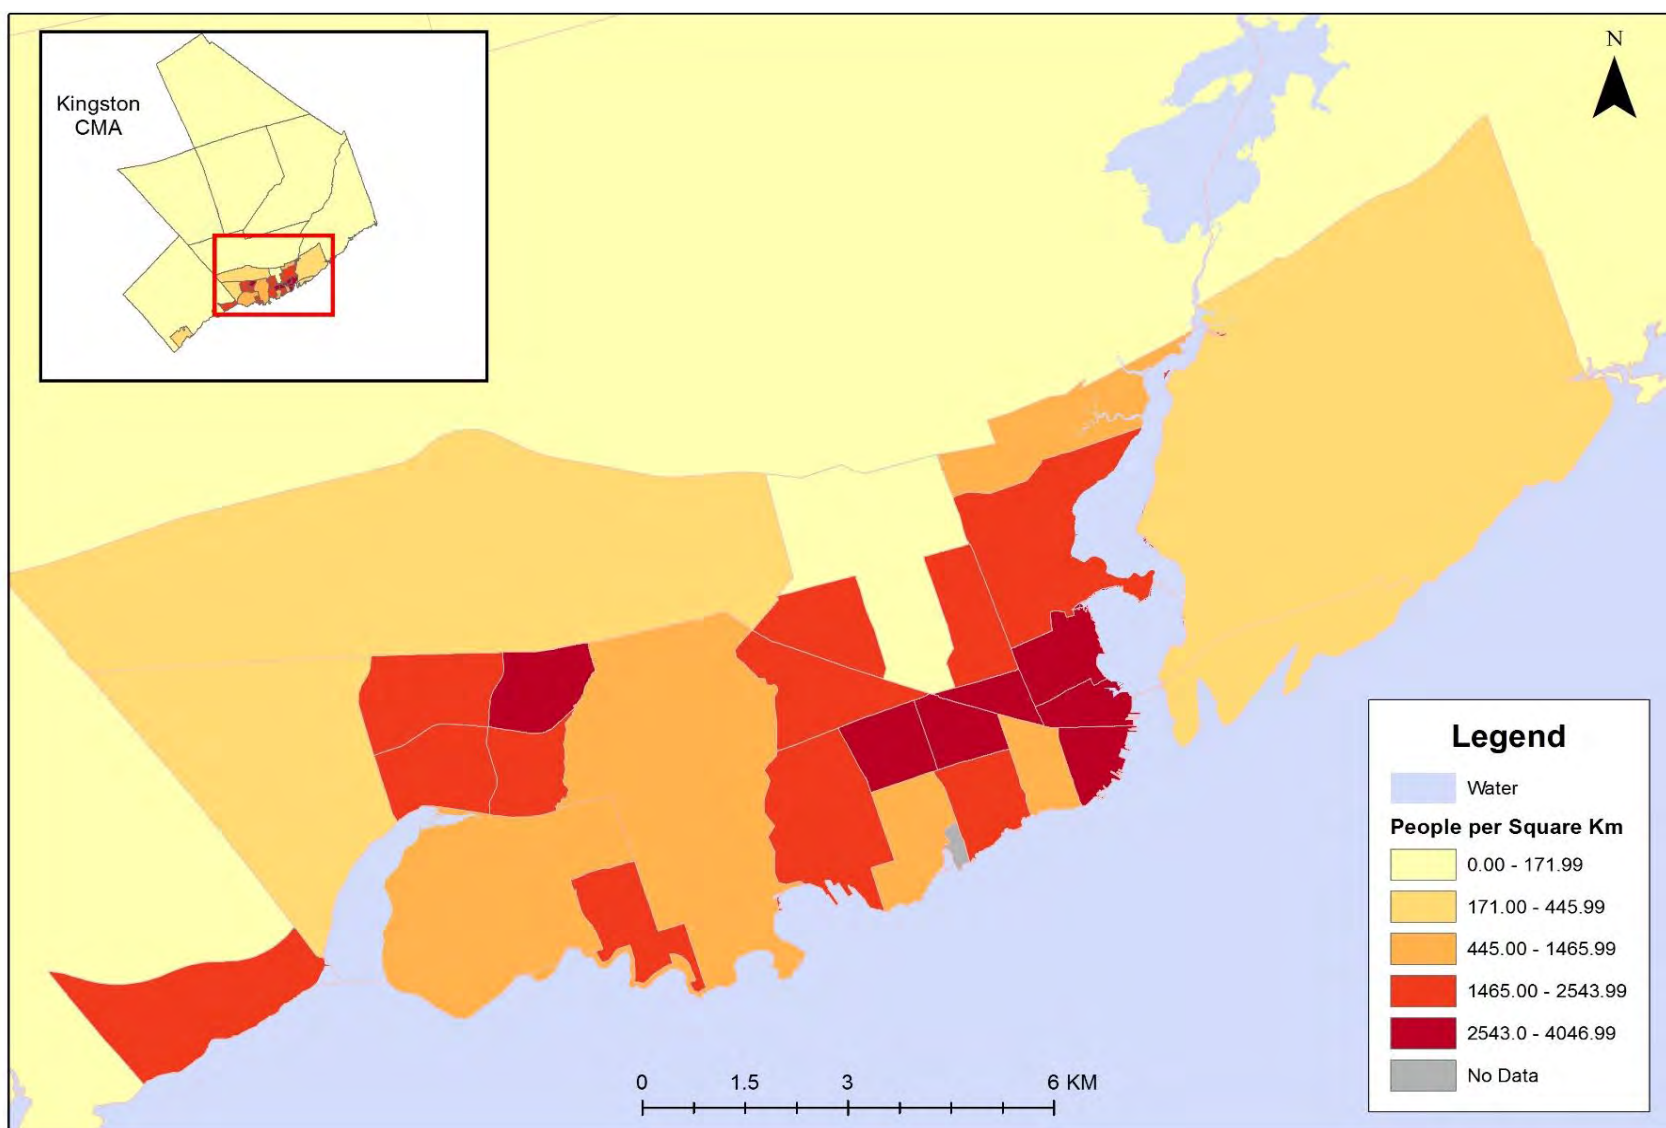 Kingston
CMA
N
Legend
Water
People per Square Km
0.00 - 171.99
171.00 - 445.99
445.00 - 1465.99
1465.00 - 2543.99
2543.0 - 4046.99
No Data
0 1.5 3 6 KM